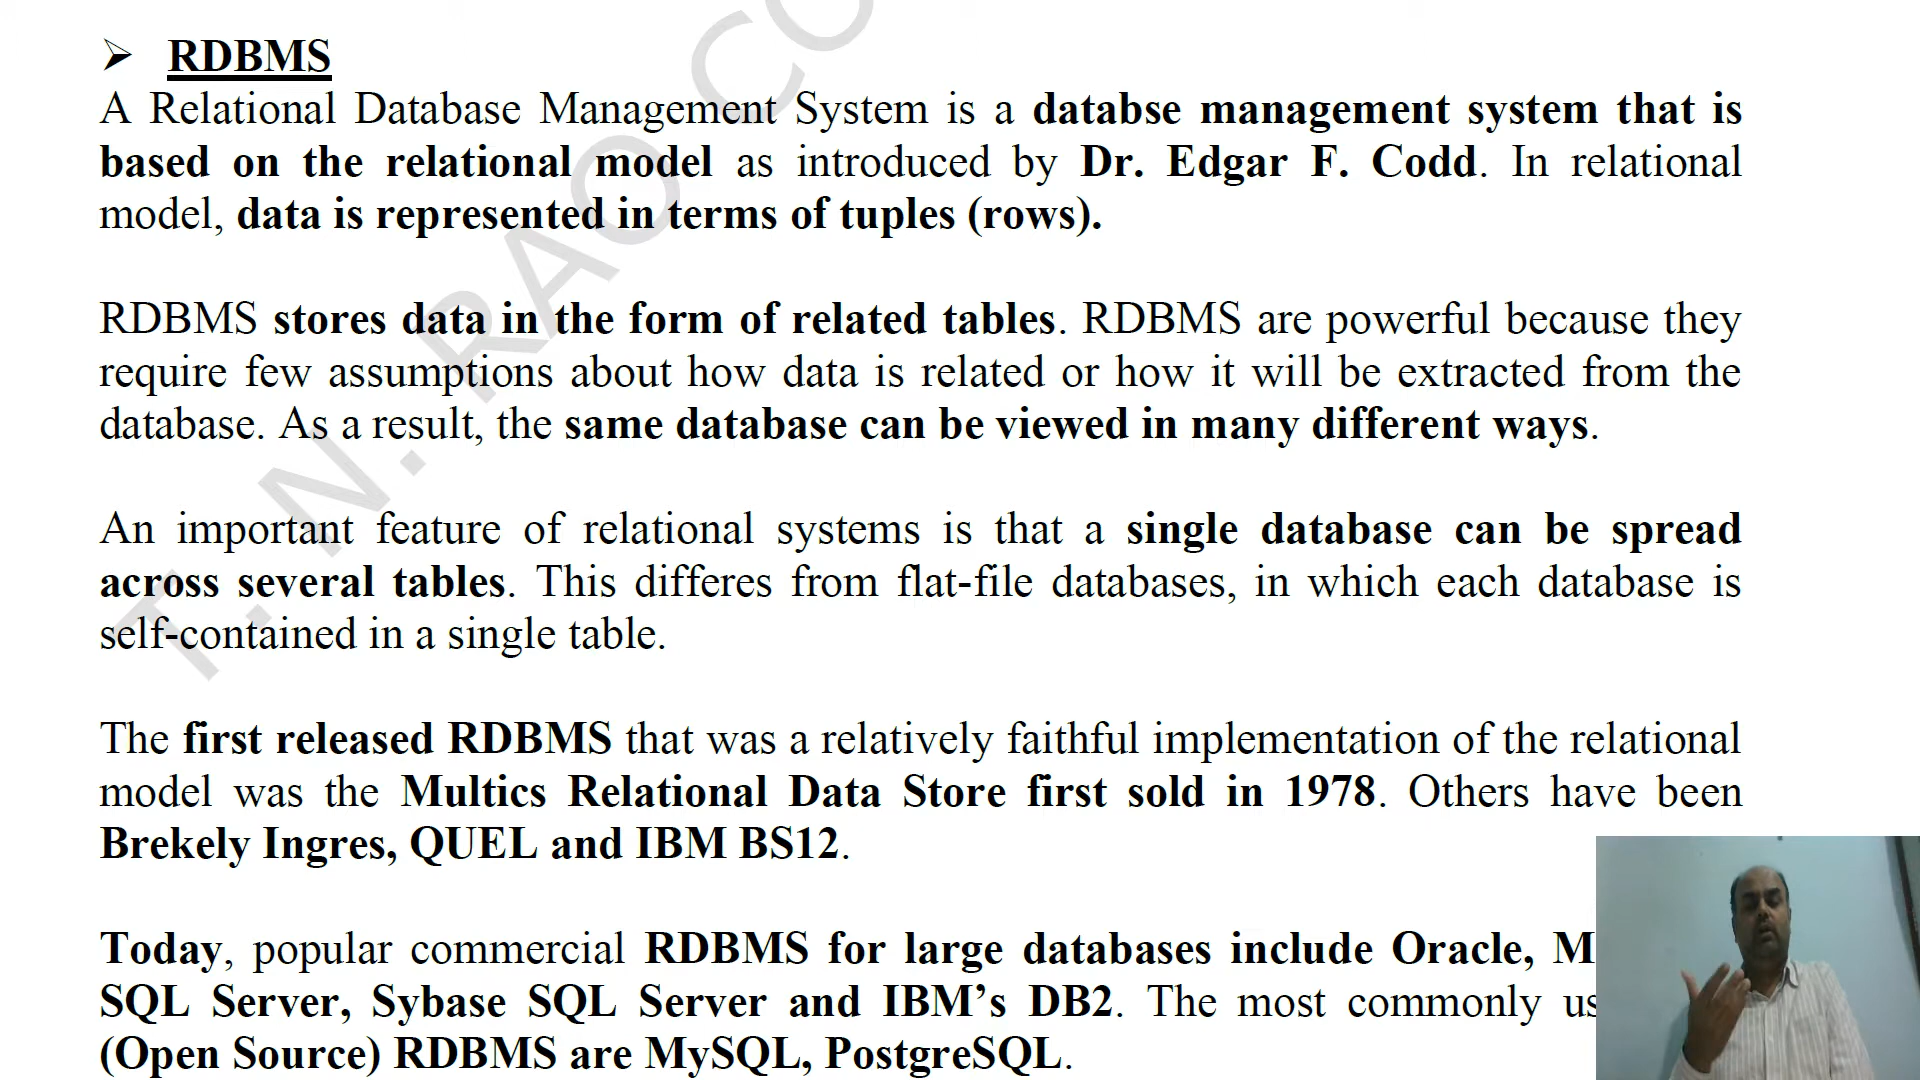 ➢ RDBMS
A Relational Database Management System is a databse management system that is
based on the relational model as introduced by Dr. Edgar F. Codd. In relational
model, data is represented in terms of tuples (rows).
RDBMS stores data in the form of related tables. RDBMS are powerful because they
require few assumptions about how data is related or how it will be extracted from the
database. As a result, the same database can be viewed in many different ways.
An important feature of relational systems is that a single database can be spread
across several tables. This differes from flat-file databases, in which each database is
self-contained in a single table.
The first released RDBMS that was a relatively faithful implementation of the relational
model was the Multics Relational Data Store first sold in 1978. Others have been
Brekely Ingres, QUEL and IBM BS12.
Today, popular commercial RDBMS for large databases include Oracle,
SQL Server, Sybase SQL Server and IBM’s DB2. The most commonly
(Open Source) RDBMS are MySQL, PostgreSQL.
T. N. RAO